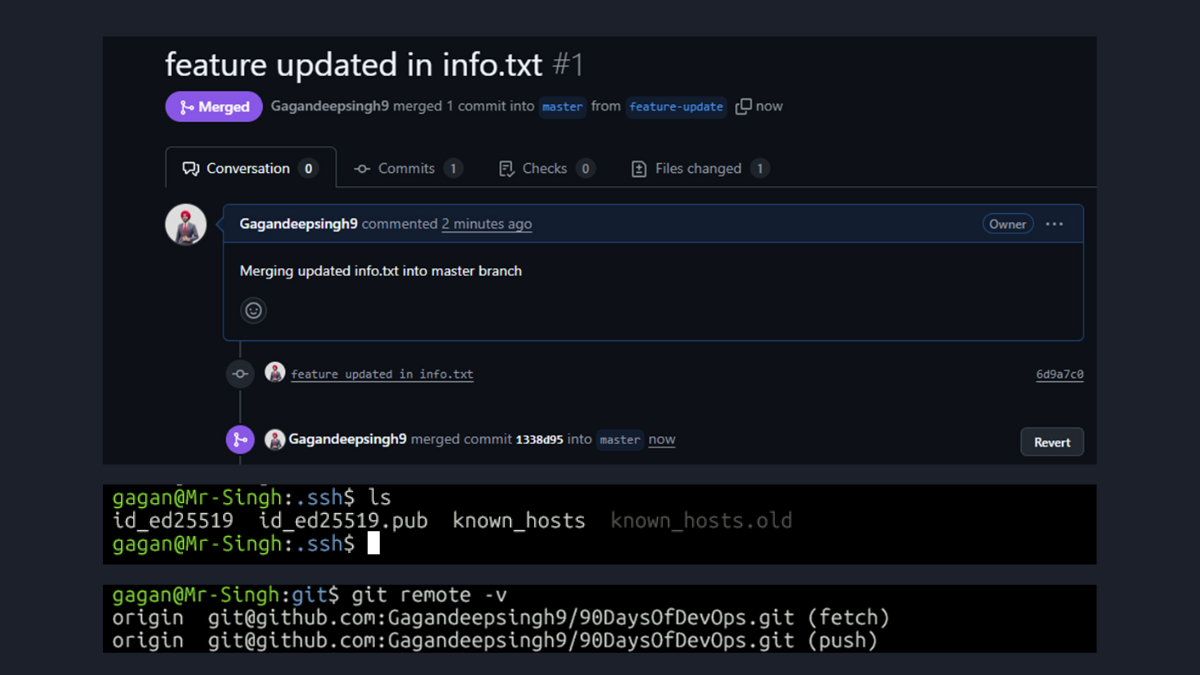 feature updated in info.txt #1
Merged Gagandeepsingh9 merged 1 commit into master from feature-update now
Conversation 0 Commits 1 Checks 0 Files changed 1
Gagandeepsingh9 commented 2 minutes ago Owner
Merging updated info.txt into master branch
feature updated in info.txt 6d9a7c0
Gagandeepsingh9 merged commit 1338d95 into master now Revert
gagan@Mr-Singh:.ssh$ ls
id_ed25519 id_ed25519.pub known_hosts known_hosts.old
gagan@Mr-Singh:.ssh$
gagan@Mr-Singh:git$ git remote -v
origin git@github.com:Gagandeepsingh9/90DaysOfDevOps.git (fetch)
origin git@github.com:Gagandeepsingh9/90DaysOfDevOps.git (push)